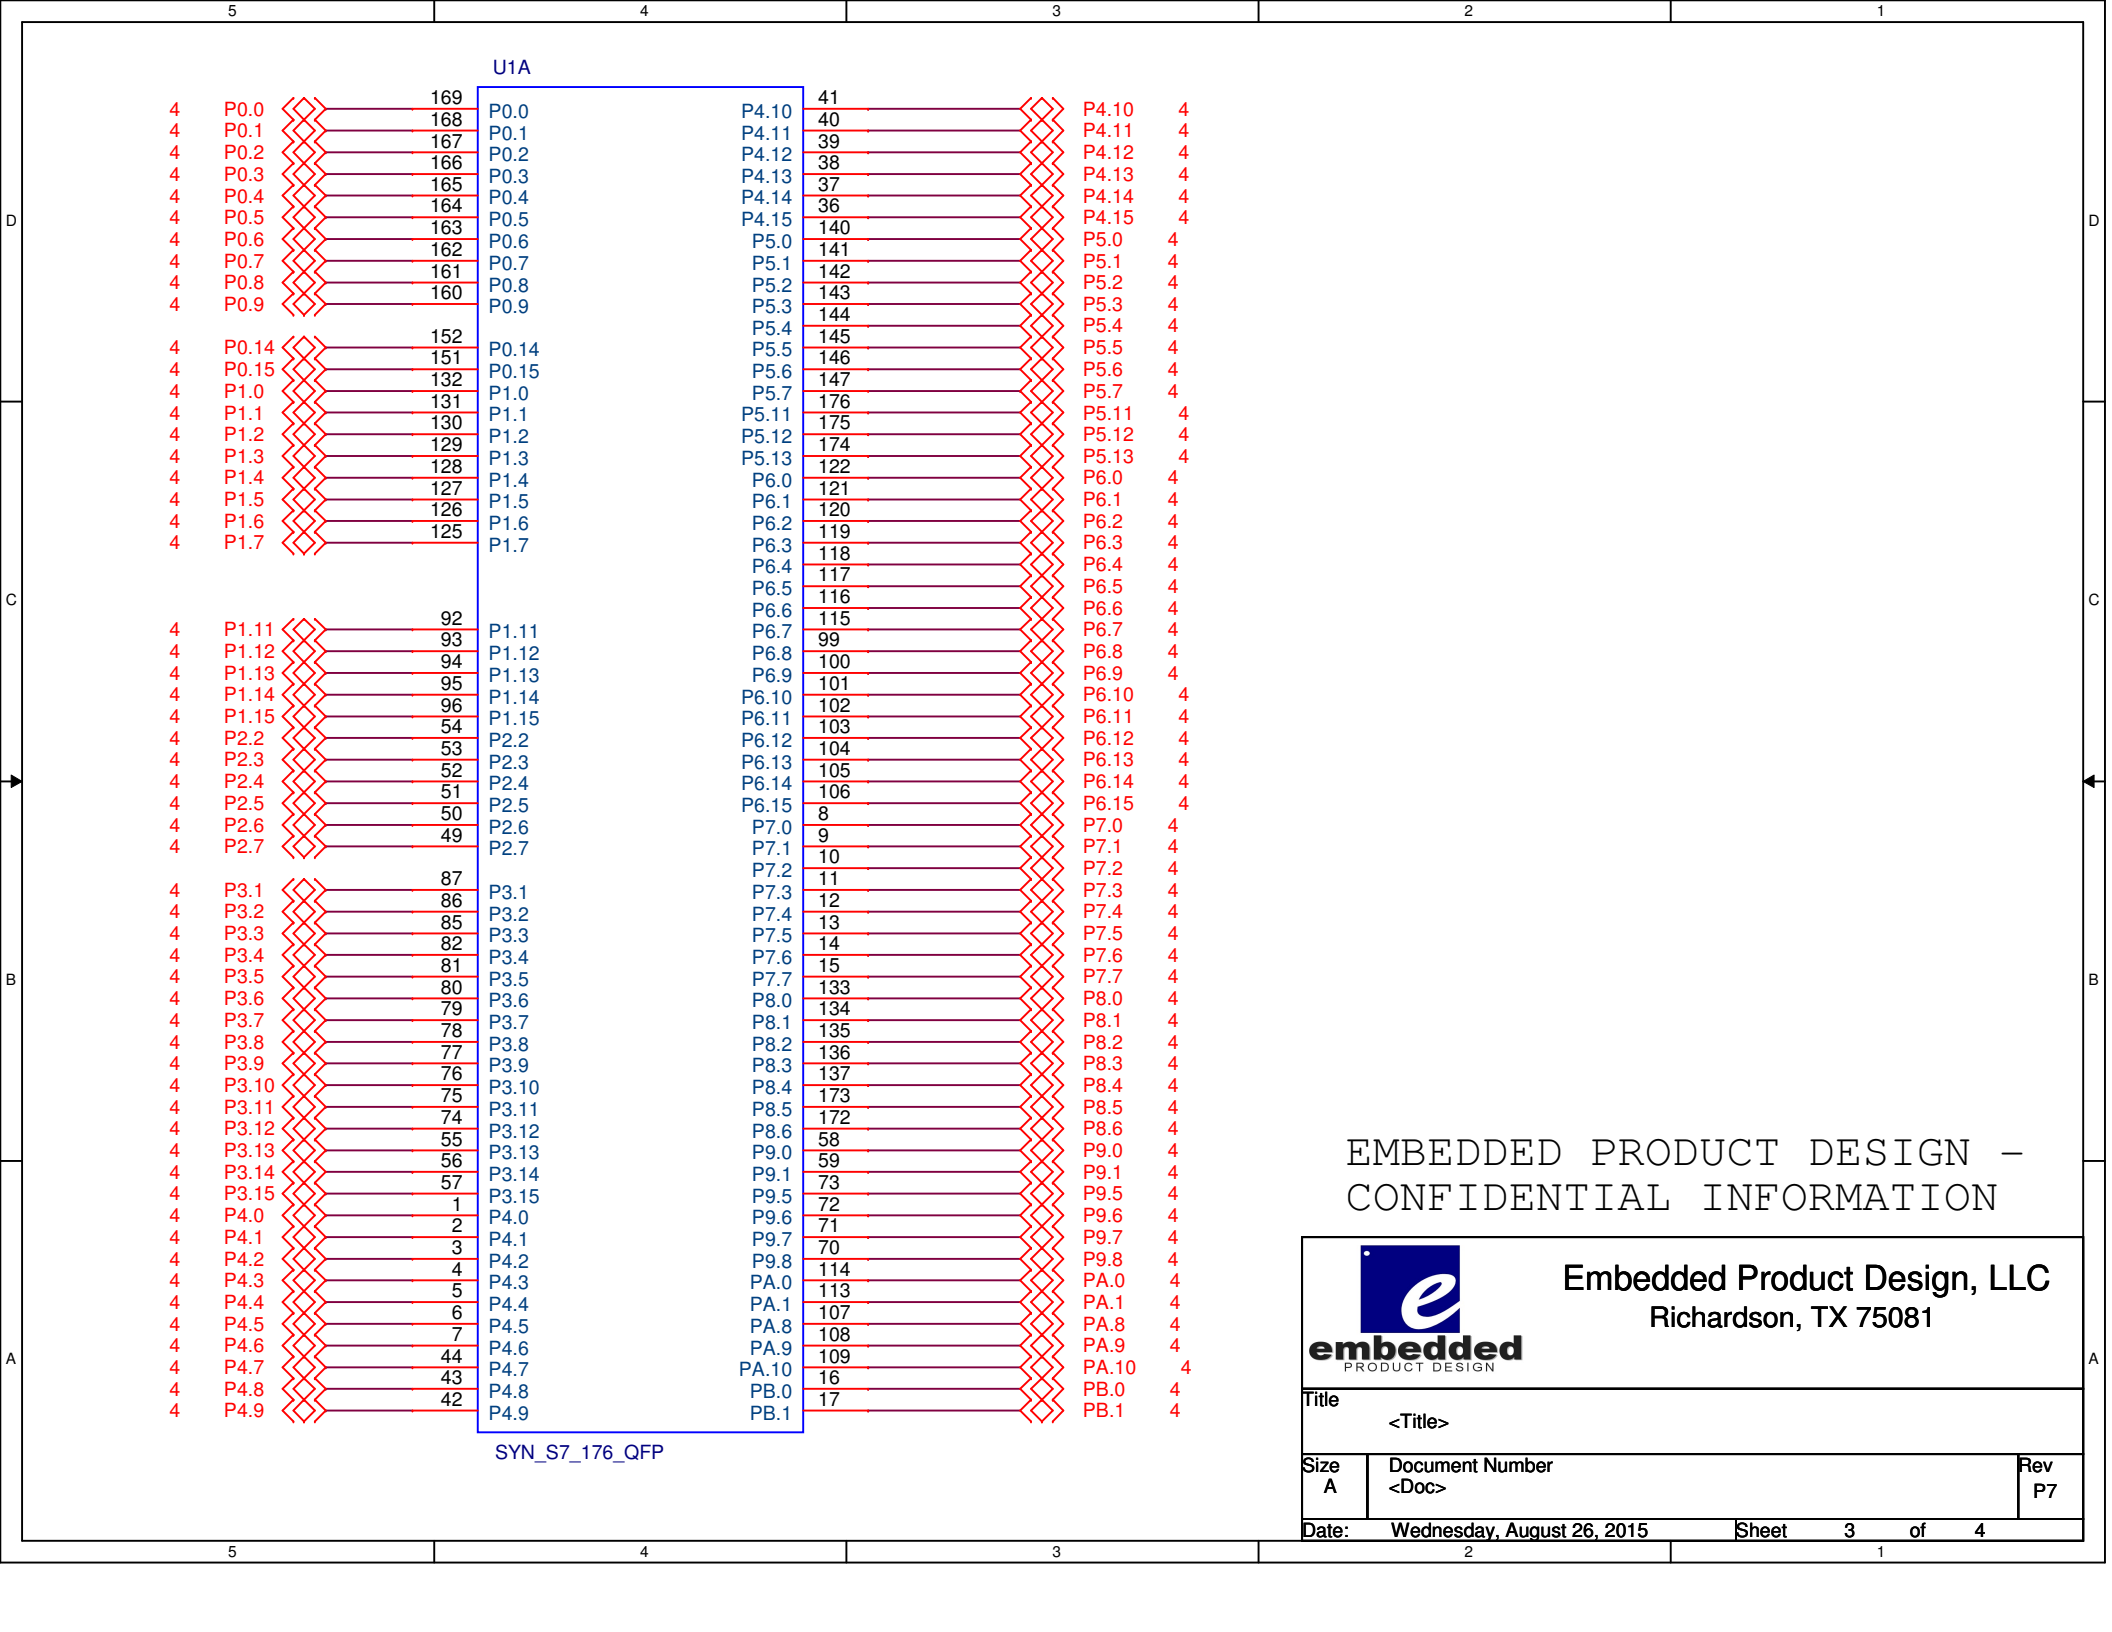 5 4 3 2 1
U1A
4 P0.0 169 P0.0 P4.10 41 P4.10 4
4 P0.1 168 P0.1 P4.11 40 P4.11 4
4 P0.2 167 P0.2 P4.12 39 P4.12 4
4 P0.3 166 P0.3 P4.13 38 P4.13 4
4 P0.4 165 P0.4 P4.14 37 P4.14 4
4 P0.5 164 P0.5 P4.15 36 P4.15 4
D D
4 P0.6 163 P0.6 P5.0 140 P5.0 4
4 P0.7 162 P0.7 P5.1 141 P5.1 4
4 P0.8 161 P0.8 P5.2 142 P5.2 4
4 P0.9 160 P0.9 P5.3 143 P5.3 4
P5.4 144 P5.4 4
4 P0.14 152 P0.14 P5.5 145 P5.5 4
4 P0.15 151 P0.15 P5.6 146 P5.6 4
4 P1.0 132 P1.0 P5.7 147 P5.7 4
4 P1.1 131 P1.1 P5.11 176 P5.11 4
4 P1.2 130 P1.2 P5.12 175 P5.12 4
4 P1.3 129 P1.3 P5.13 174 P5.13 4
4 P1.4 128 P1.4 P6.0 122 P6.0 4
4 P1.5 127 P1.5 P6.1 121 P6.1 4
4 P1.6 126 P1.6 P6.2 120 P6.2 4
4 P1.7 125 P1.7 P6.3 119 P6.3 4
P6.4 118 P6.4 4
P6.5 117 P6.5 4
C C
P6.6 116 P6.6 4
4 P1.11 92 P1.11 P6.7 115 P6.7 4
4 P1.12 93 P1.12 P6.8 99 P6.8 4
4 P1.13 94 P1.13 P6.9 100 P6.9 4
4 P1.14 95 P1.14 P6.10 101 P6.10 4
4 P1.15 96 P1.15 P6.11 102 P6.11 4
4 P2.2 54 P2.2 P6.12 103 P6.12 4
4 P2.3 53 P2.3 P6.13 104 P6.13 4
4 P2.4 52 P2.4 P6.14 105 P6.14 4
4 P2.5 51 P2.5 P6.15 106 P6.15 4
4 P2.6 50 P2.6 P7.0 8 P7.0 4
4 P2.7 49 P2.7 P7.1 9 P7.1 4
P7.2 10 P7.2 4
4 P3.1 87 P3.1 P7.3 11 P7.3 4
4 P3.2 86 P3.2 P7.4 12 P7.4 4
4 P3.3 85 P3.3 P7.5 13 P7.5 4
4 P3.4 82 P3.4 P7.6 14 P7.6 4
4 P3.5 81 P3.5 P7.7 15 P7.7 4
B B
4 P3.6 80 P3.6 P8.0 133 P8.0 4
4 P3.7 79 P3.7 P8.1 134 P8.1 4
4 P3.8 78 P3.8 P8.2 135 P8.2 4
4 P3.9 77 P3.9 P8.3 136 P8.3 4
4 P3.10 76 P3.10 P8.4 137 P8.4 4
4 P3.11 75 P3.11 P8.5 173 P8.5 4
4 P3.12 74 P3.12 P8.6 172 P8.6 4
4 P3.13 55 P3.13 P9.0 58 P9.0 4
4 P3.14 56 P3.14 P9.1 59 P9.1 4
4 P3.15 57 P3.15 P9.5 73 P9.5 4
4 P4.0 1 P4.0 P9.6 72 P9.6 4
4 P4.1 2 P4.1 P9.7 71 P9.7 4
4 P4.2 3 P4.2 P9.8 70 P9.8 4
4 P4.3 4 P4.3 PA.0 114 PA.0 4
4 P4.4 5 P4.4 PA.1 113 PA.1 4
4 P4.5 6 P4.5 PA.8 107 PA.8 4
4 P4.6 7 P4.6 PA.9 108 PA.9 4
A A
4 P4.7 44 P4.7 PA.10 109 PA.10 4
4 P4.8 43 P4.8 PB.0 16 PB.0 4
4 P4.9 42 P4.9 PB.1 17 PB.1 4
SYN_S7_176_QFP
EMBEDDED PRODUCT DESIGN -
CONFIDENTIAL INFORMATION
e
embedded
PRODUCT DESIGN
Embedded Product Design, LLC
Richardson, TX 75081
Title
<Title>
Size Document Number Rev
A <Doc> P7
Date: Wednesday, August 26, 2015 Sheet 3 of 4
5 4 3 2 1